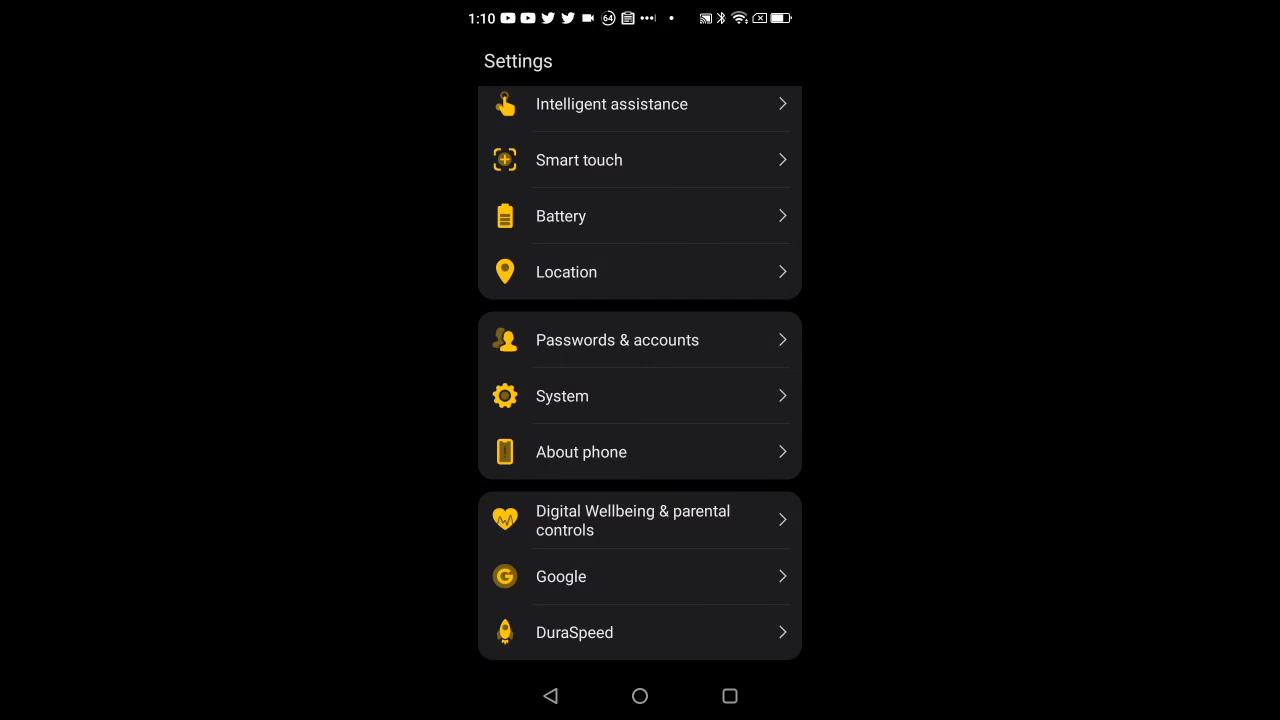 1:10
64
Settings
Intelligent assistance
Smart touch
Battery
Location
Passwords & accounts
System
About phone
Digital Wellbeing & parental
controls
Google
DuraSpeed